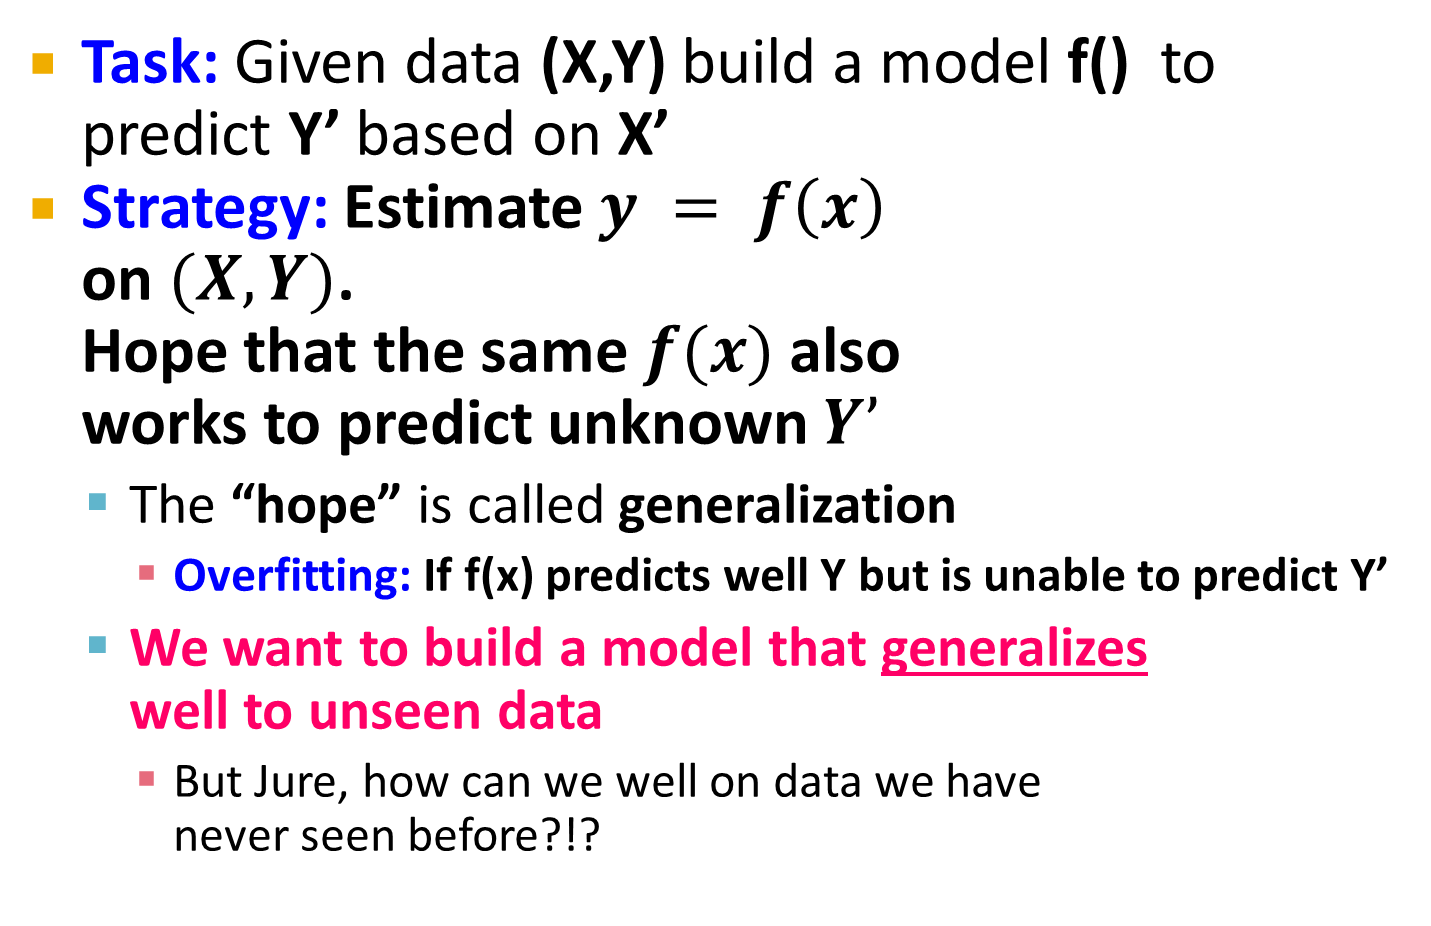 Task: Given data (X,Y) build a model f() to
predict Y’ based on X’
Strategy: Estimate y = f(x)
on (X, Y).
Hope that the same f(x) also
works to predict unknown Y’
The “hope” is called generalization
Overfitting: If f(x) predicts well Y but is unable to predict Y’
We want to build a model that generalizes
well to unseen data
But Jure, how can we well on data we have
never seen before?!?